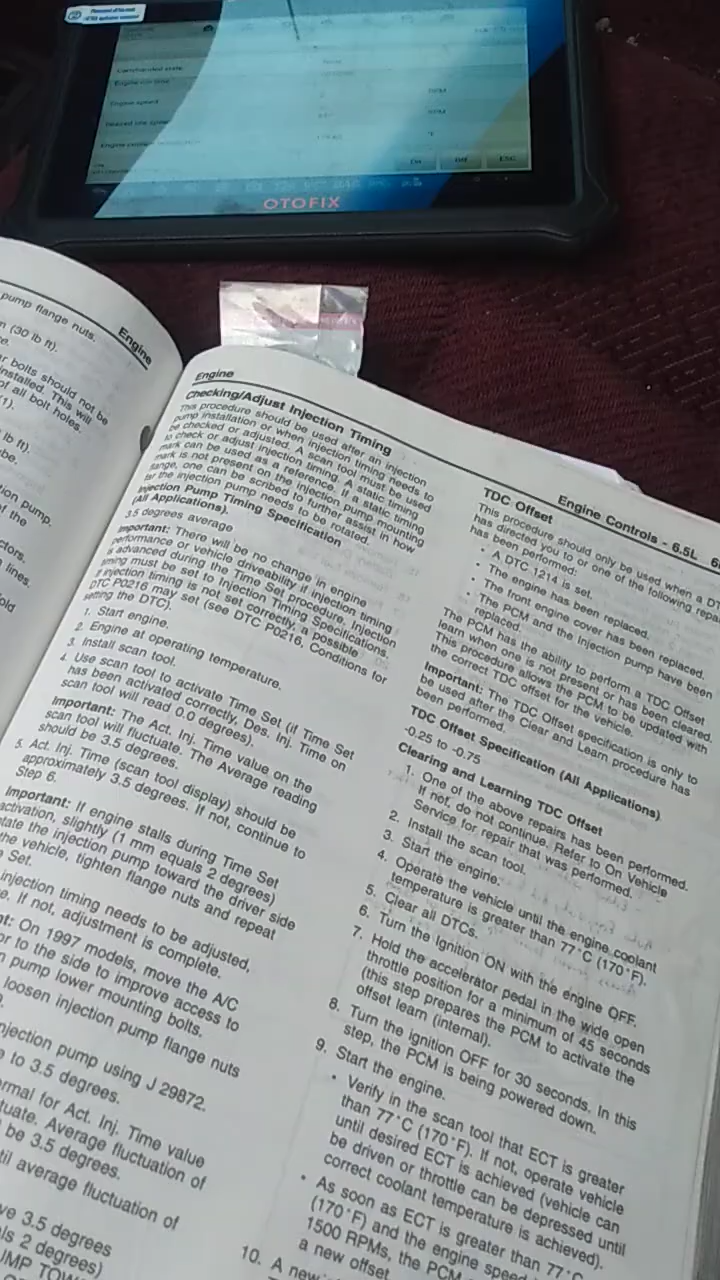 Engine speed
RPM
RPM
°F
ESC
OTOFIX
pump flange nuts.
n (30 lb ft).
Engine
r bolts should not be
installed. This will
of all bolt holes.
(1).
lb ft).
be.
ion pump.
f the
ctors.
lines.
old
Engine
Checking/Adjust Injection Timing
This procedure should be used after an injection
pump installation or when injection timing needs to
be checked or adjusted. A scan tool must be used
to check or adjust injection timing. A static timing
mark can be used as a reference. If a static timing
mark is not present on the injection pump mounting
flange, one can be scribed to further assist in how
far the injection pump needs to be rotated.
Injection Pump Timing Specification
(All Applications).
3.5 degrees average
Important: There will be no change in engine
performance or vehicle driveability if injection timing
is advanced during the Time Set procedure. Injection
timing must be set to Injection Timing Specifications.
If injection timing is not set correctly, a possible
DTC P0216 may set (see DTC P0216, Conditions for
setting the DTC).
1. Start engine.
2. Engine at operating temperature.
3. Install scan tool.
4. Use scan tool to activate Time Set (if Time Set
has been activated correctly, Des. Inj. Time on
scan tool will read 0.0 degrees).
Important: The Act. Inj. Time value on the
scan tool will fluctuate. The Average reading
should be 3.5 degrees.
5. Act. Inj. Time (scan tool display) should be
approximately 3.5 degrees. If not, continue to
Step 6.
Important: If engine stalls during Time Set
activation, slightly (1 mm equals 2 degrees)
rotate the injection pump toward the driver side
the vehicle, tighten flange nuts and repeat
Set.
injection timing needs to be adjusted,
e. If not, adjustment is complete.
nt: On 1997 models, move the A/C
or to the side to improve access to
n pump lower mounting bolts.
loosen injection pump flange nuts
njection pump using J 29872.
e to 3.5 degrees.
ormal for Act. Inj. Time value
tuate. Average fluctuation of
be 3.5 degrees.
til average fluctuation of
ve 3.5 degrees
als 2 degrees)
UMP TOW
Engine Controls - 6.5L 6
TDC Offset
This procedure should only be used when a DT
has directed you to or one of the following repai
has been performed:
• A DTC 1214 is set.
• The engine has been replaced.
• The front engine cover has been replaced.
• The PCM and the Injection pump have been
replaced.
The PCM has the ability to perform a TDC Offset
learn when one is not present or has been cleared.
This procedure allows the PCM to be updated with
the correct TDC offset for the vehicle.
Important: The TDC Offset specification is only to
be used after the Clear and Learn procedure has
been performed.
TDC Offset Specification (All Applications)
-0.25 to -0.75
Clearing and Learning TDC Offset
1. One of the above repairs has been performed.
If not, do not continue. Refer to On Vehicle
Service for repair that was performed.
2. Install the scan tool.
3. Start the engine.
4. Operate the vehicle until the engine coolant
temperature is greater than 77°C (170°F).
5. Clear all DTCs.
6. Turn the Ignition ON with the engine OFF.
7. Hold the accelerator pedal in the wide open
throttle position for a minimum of 45 seconds
(this step prepares the PCM to activate the
offset learn (internal).
8. Turn the ignition OFF for 30 seconds. In this
step, the PCM is being powered down.
9. Start the engine.
• Verify in the scan tool that ECT is greater
than 77°C (170°F). If not, operate vehicle
until desired ECT is achieved (vehicle can
be driven or throttle can be depressed until
correct coolant temperature is achieved).
• As soon as ECT is greater than 77°C
(170°F) and the engine speed
1500 RPMs, the PCM
a new offset
10. A new